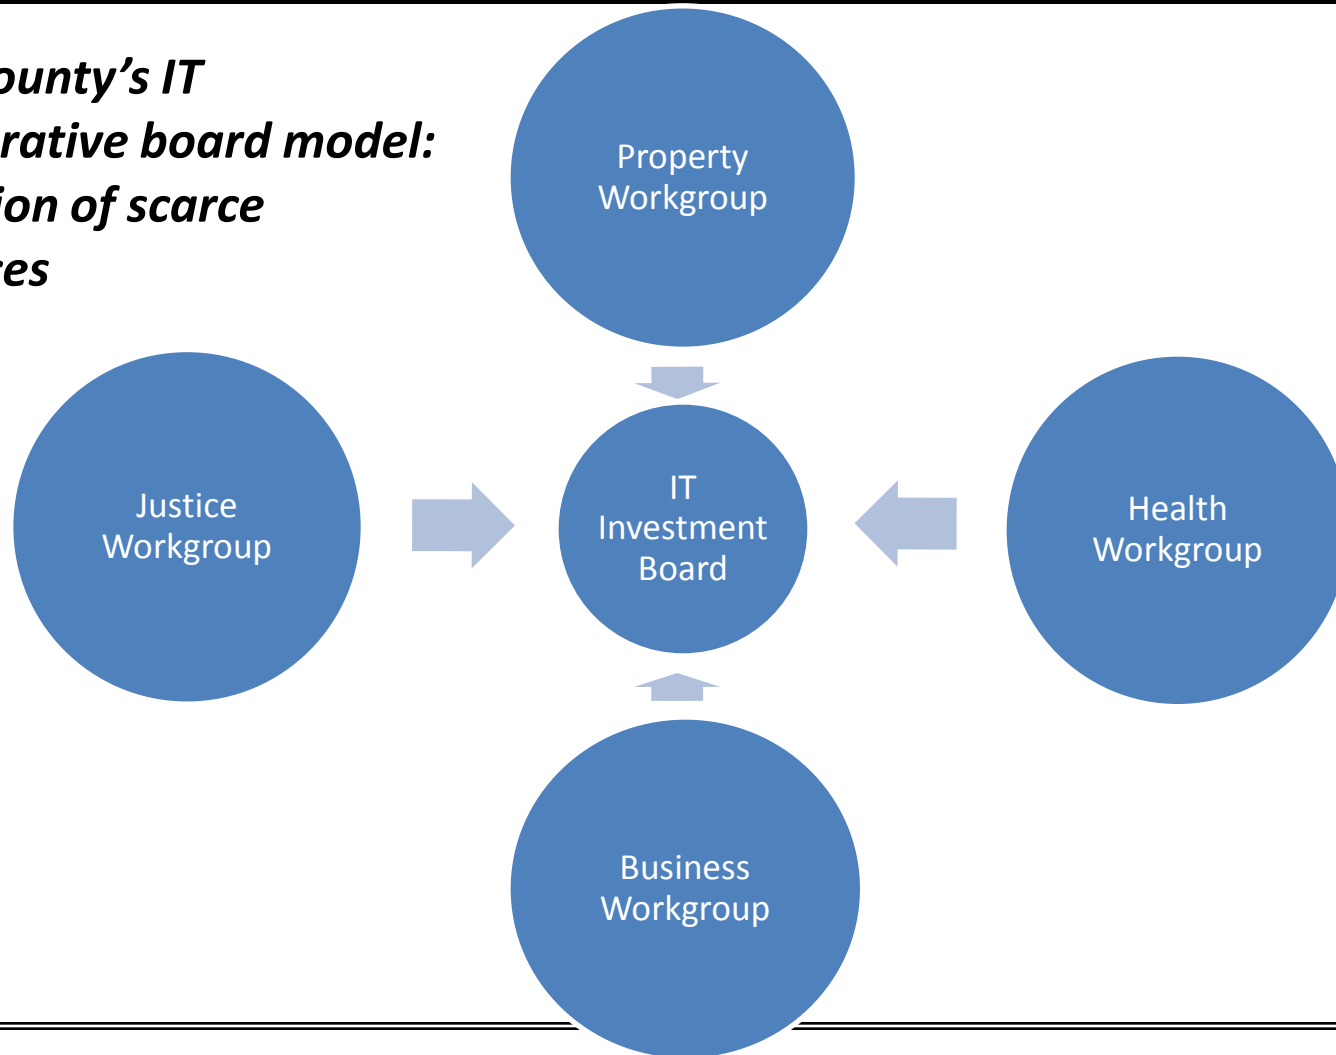 ounty’s IT
rative board model:
ion of scarce
es
Property
Workgroup
Justice
Workgroup
IT
Investment
Board
Health
Workgroup
Business
Workgroup